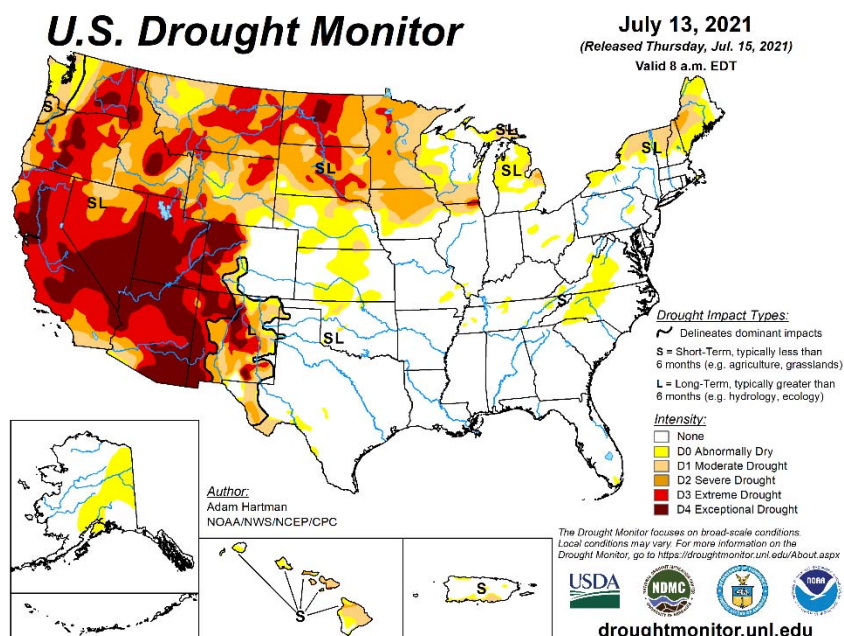 U.S. Drought Monitor
July 13, 2021
(Released Thursday, Jul. 15, 2021)
Valid 8 a.m. EDT
S
SL
SL
SL
SL
SL
S
L
SL
Drought Impact Types:
Delineates dominant impacts
S = Short-Term, typically less than
6 months (e.g. agriculture, grasslands)
L = Long-Term, typically greater than
6 months (e.g. hydrology, ecology)
Intensity:
None
D0 Abnormally Dry
D1 Moderate Drought
D2 Severe Drought
D3 Extreme Drought
D4 Exceptional Drought
Author:
Adam Hartman
NOAA/NWS/NCEP/CPC
S
S
The Drought Monitor focuses on broad-scale conditions.
Local conditions may vary. For more information on the
Drought Monitor, go to https://droughtmonitor.unl.edu/About.aspx
USDA
NDMC
NOAA
droughtmonitor.unl.edu